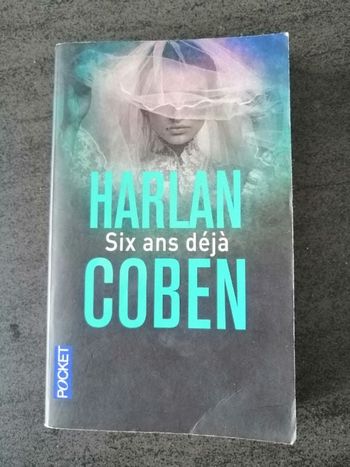 HARLAN
Six ans déjà
COBEN
POCKET